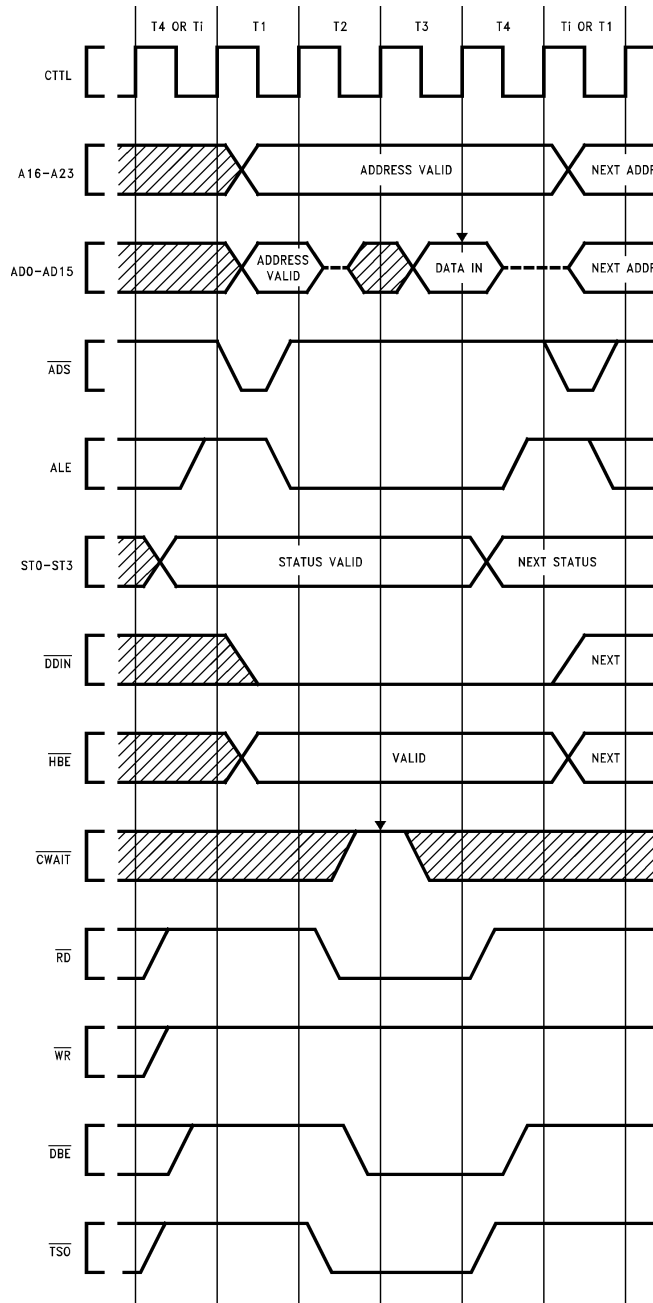 T4 OR Ti T1 T2 T3 T4 Ti OR T1
CTTL
A16-A23 ADDRESS VALID NEXT ADDR
AD0-AD15 ADDRESS VALID DATA IN NEXT ADDR
ADS
ALE
ST0-ST3 STATUS VALID NEXT STATUS
DDIN NEXT
HBE VALID NEXT
CWAIT
RD
WR
DBE
TSO